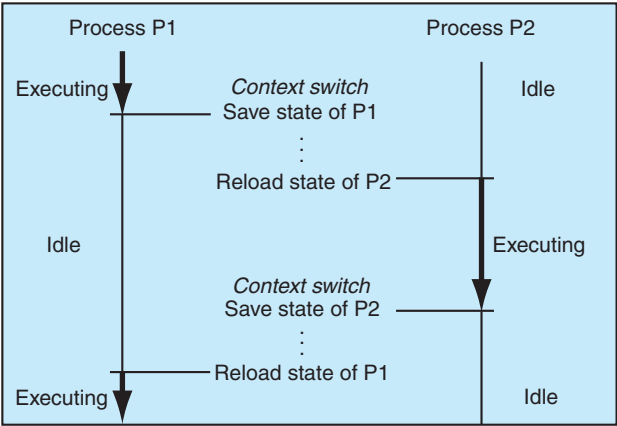 Process P1
Process P2
Executing
Context switch
Idle
Save state of P1
Reload state of P2
Idle
Executing
Context switch
Save state of P2
Reload state of P1
Executing
Idle